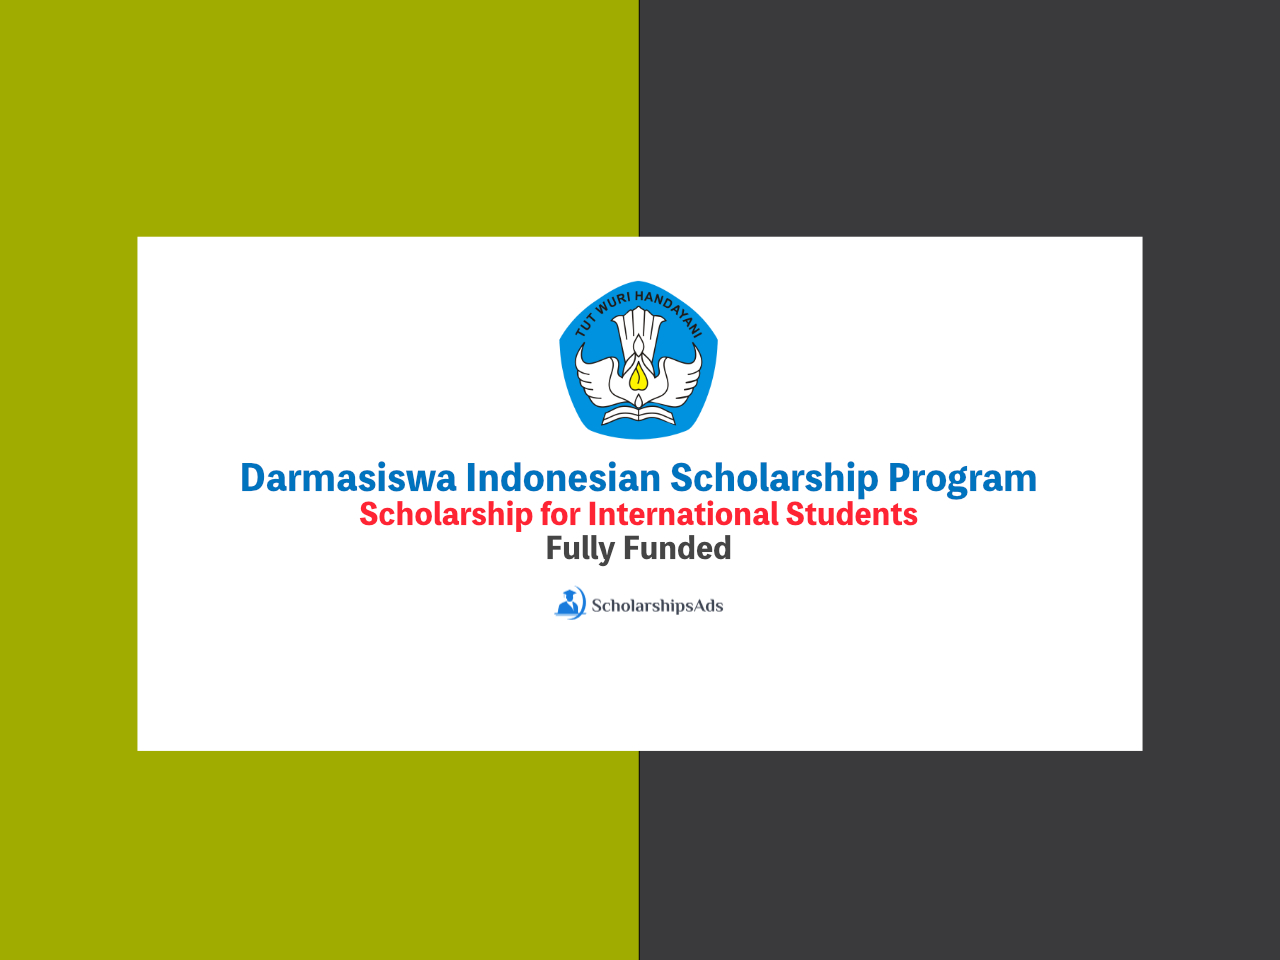 TUT WURI HANDAYANI
Darmasiswa Indonesian Scholarship Program
Scholarship for International Students
Fully Funded
ScholarshipsAds